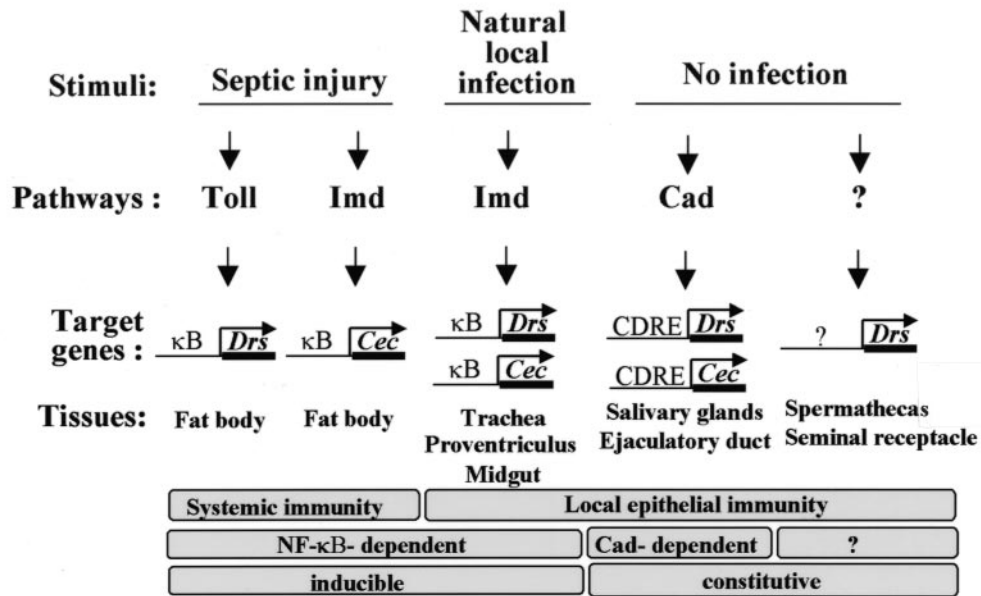 Stimuli: Septic injury Natural local infection No infection
Pathways : Toll Imd Imd Cad ?
Target genes : κB Drs κB Cec κB Drs CDRE Drs ? Drs
κB Cec CDRE Cec
Tissues: Fat body Fat body Trachea Salivary glands Spermathecas
Proventriculus Ejaculatory duct Seminal receptacle
Midgut
Systemic immunity Local epithelial immunity
NF-κB- dependent Cad- dependent ?
inducible constitutive